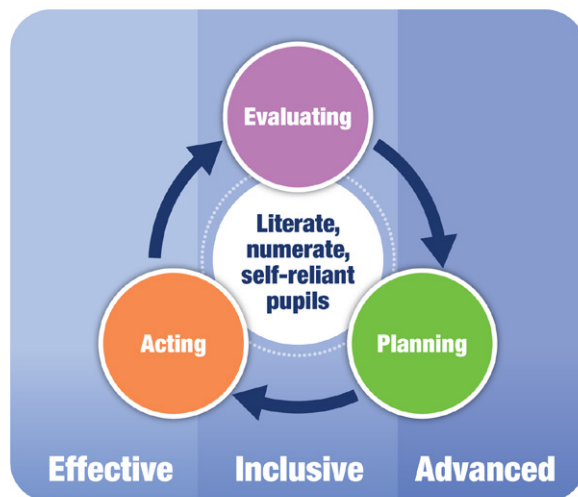 Evaluating
Literate,
numerate,
self-reliant
pupils
Acting
Planning
Effective
Inclusive
Advanced